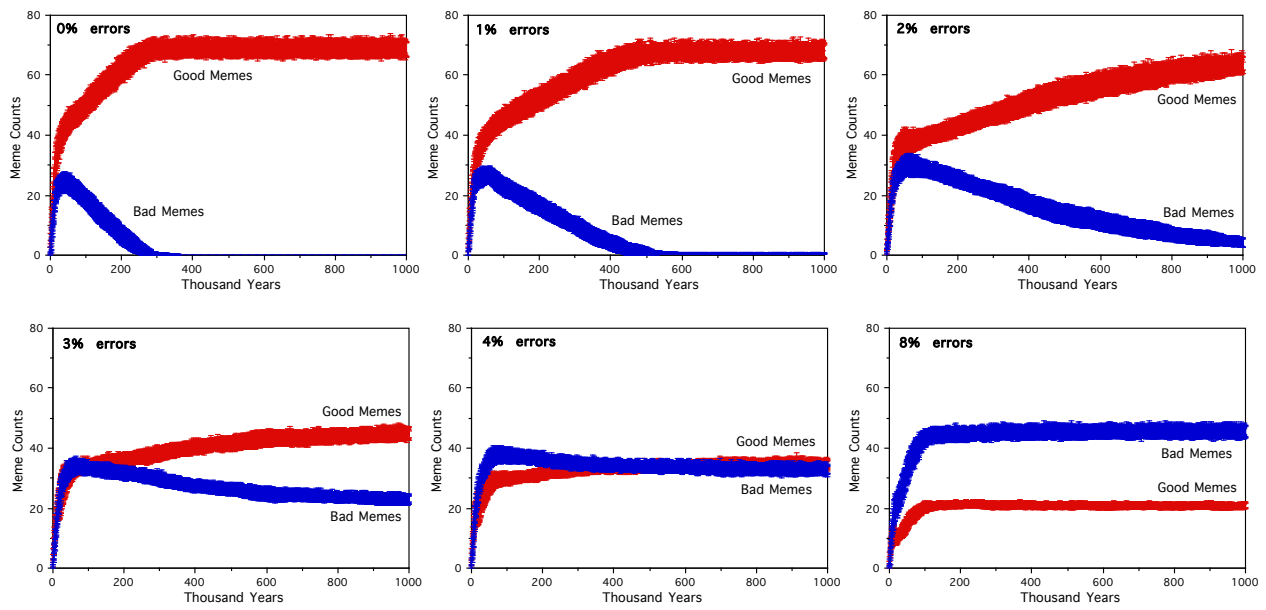 0% errors
80
60
40
20
0
Meme Counts
Good Memes
Bad Memes
0 200 400 600 800 1000
Thousand Years
1% errors
80
60
40
20
0
Meme Counts
Good Memes
Bad Memes
0 200 400 600 800 1000
Thousand Years
2% errors
80
60
40
20
0
Meme Counts
Good Memes
Bad Memes
0 200 400 600 800 1000
Thousand Years
3% errors
80
60
40
20
0
Meme Counts
Good Memes
Bad Memes
0 200 400 600 800 1000
Thousand Years
4% errors
80
60
40
20
0
Meme Counts
Good Memes
Bad Memes
0 200 400 600 800 1000
Thousand Years
8% errors
80
60
40
20
0
Meme Counts
Bad Memes
Good Memes
0 200 400 600 800 1000
Thousand Years